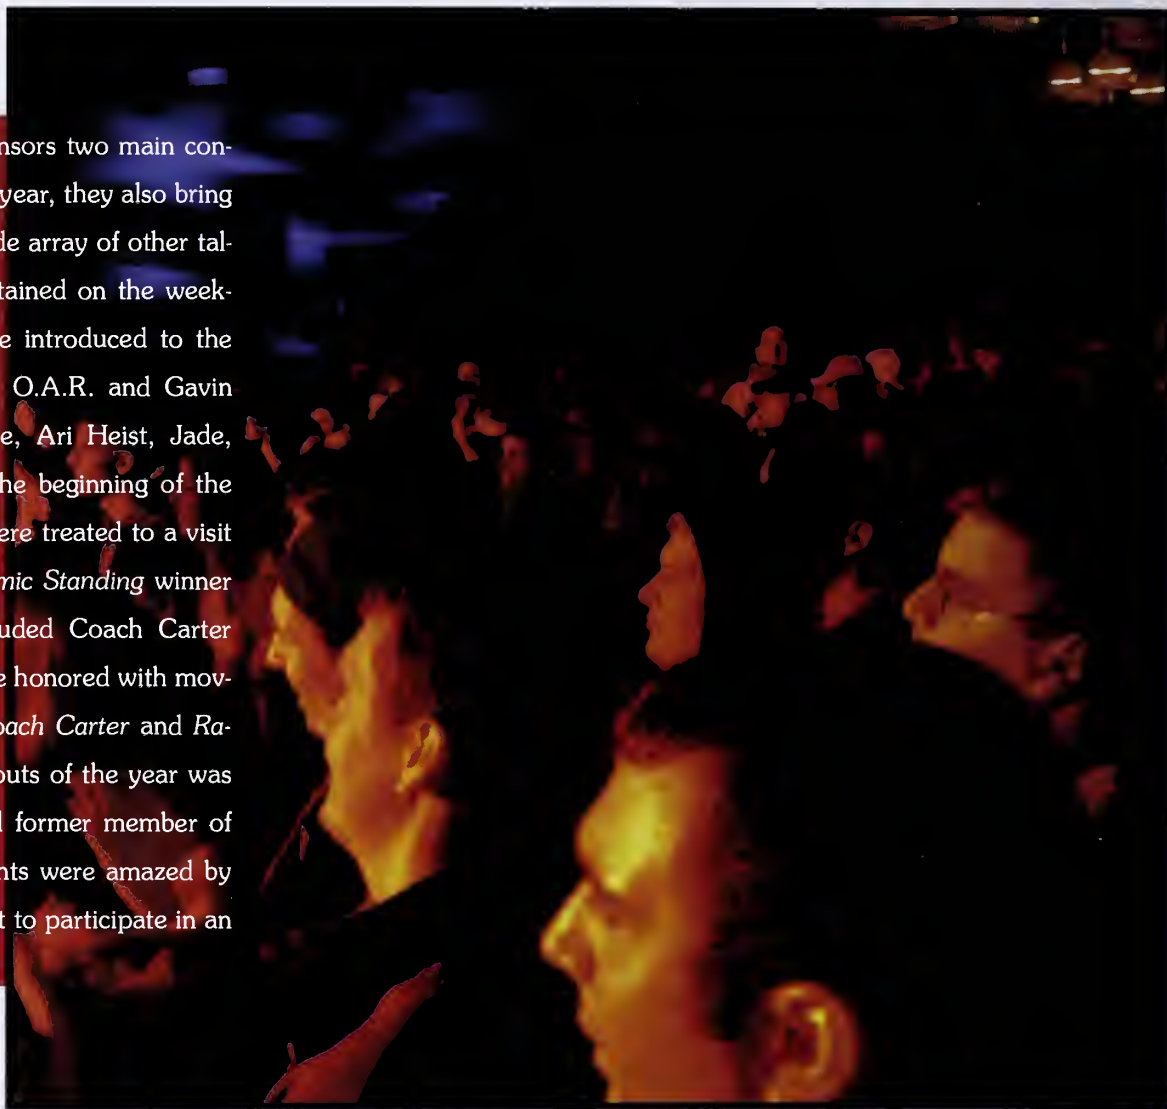 nsors two main con-
year, they also bring
de array of other tal-
tained on the week-
e introduced to the
O.A.R. and Gavin
e, Ari Heist, Jade,
he beginning of the
ere treated to a visit
mic Standing winner
uded Coach Carter
e honored with mov-
oach Carter and Ra-
outs of the year was
l former member of
nts were amazed by
t to participate in an